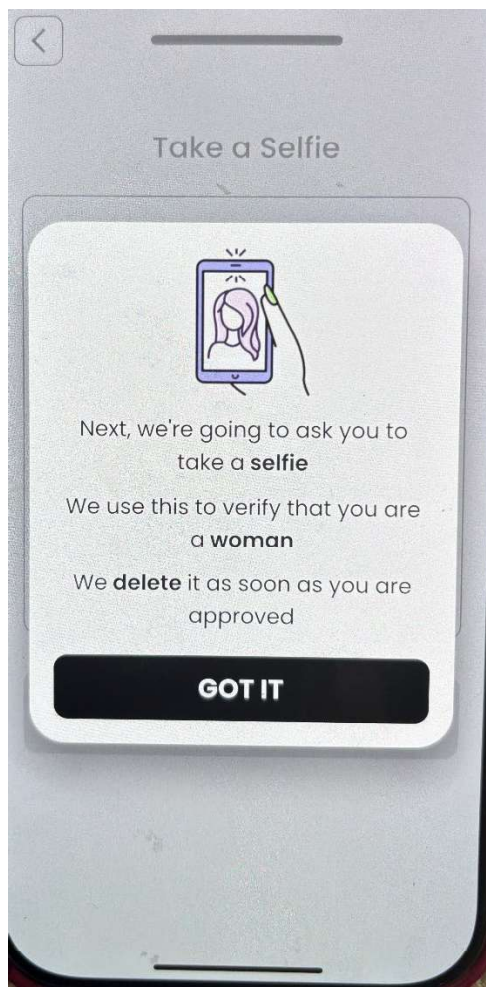 Take a Selfie
Next, we're going to ask you to
take a selfie
We use this to verify that you are
a woman
We delete it as soon as you are
approved
GOT IT